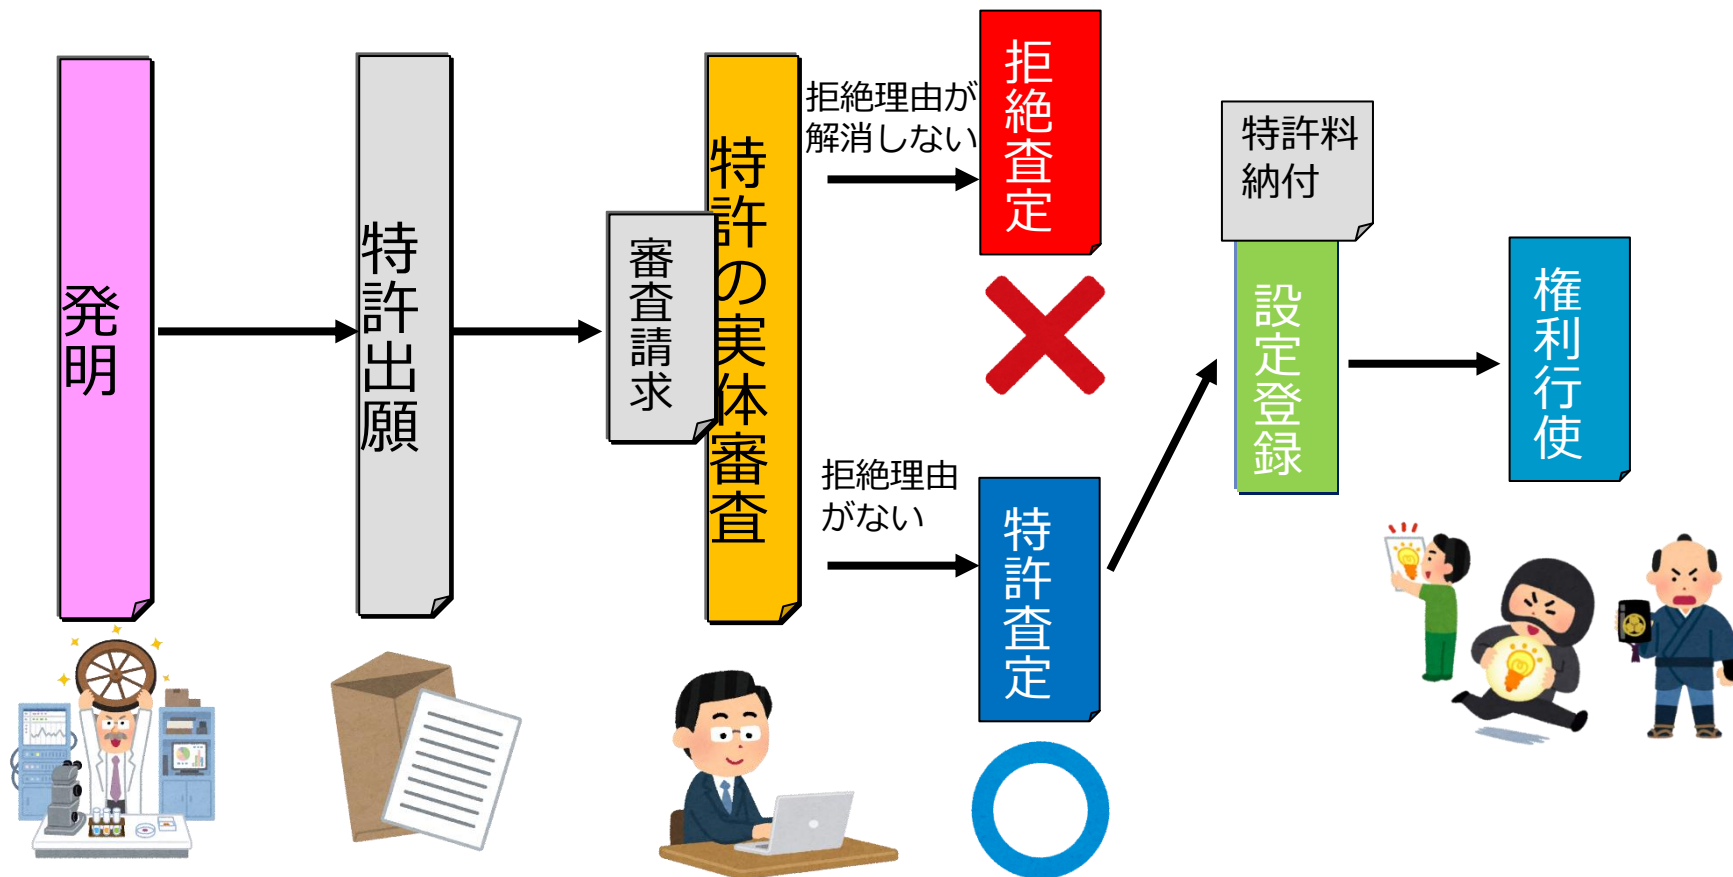 発明
特許出願
審査請求
特許の実体審査
拒絶理由が
解消しない
拒絶査定
拒絶理由
がない
特許査定
特許料
納付
設定登録
権利行使